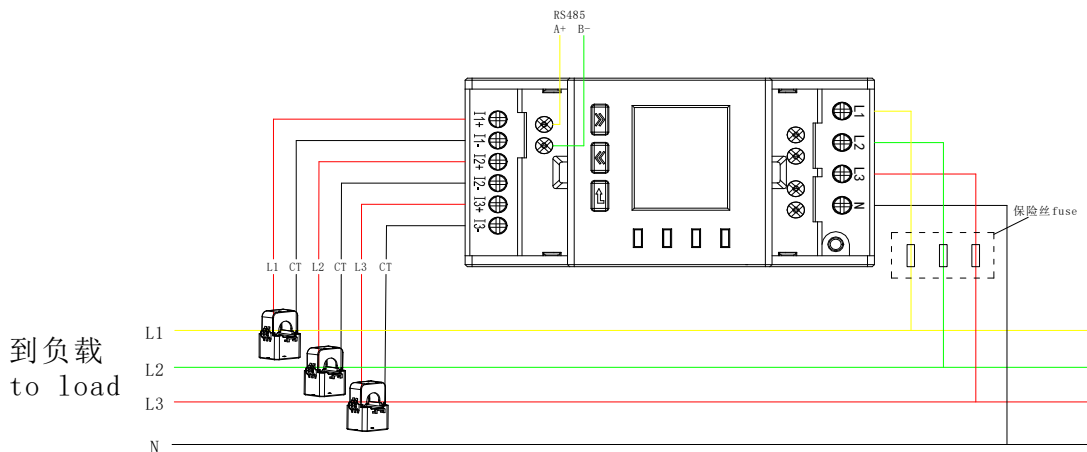 RS485
A+ B-
I1+
I1-
I2+
I2-
I3+
I3-
L1
L2
L3
N
保险丝fuse
L1 CT L2 CT L3 CT
到负载
to load
L1
L2
L3
N